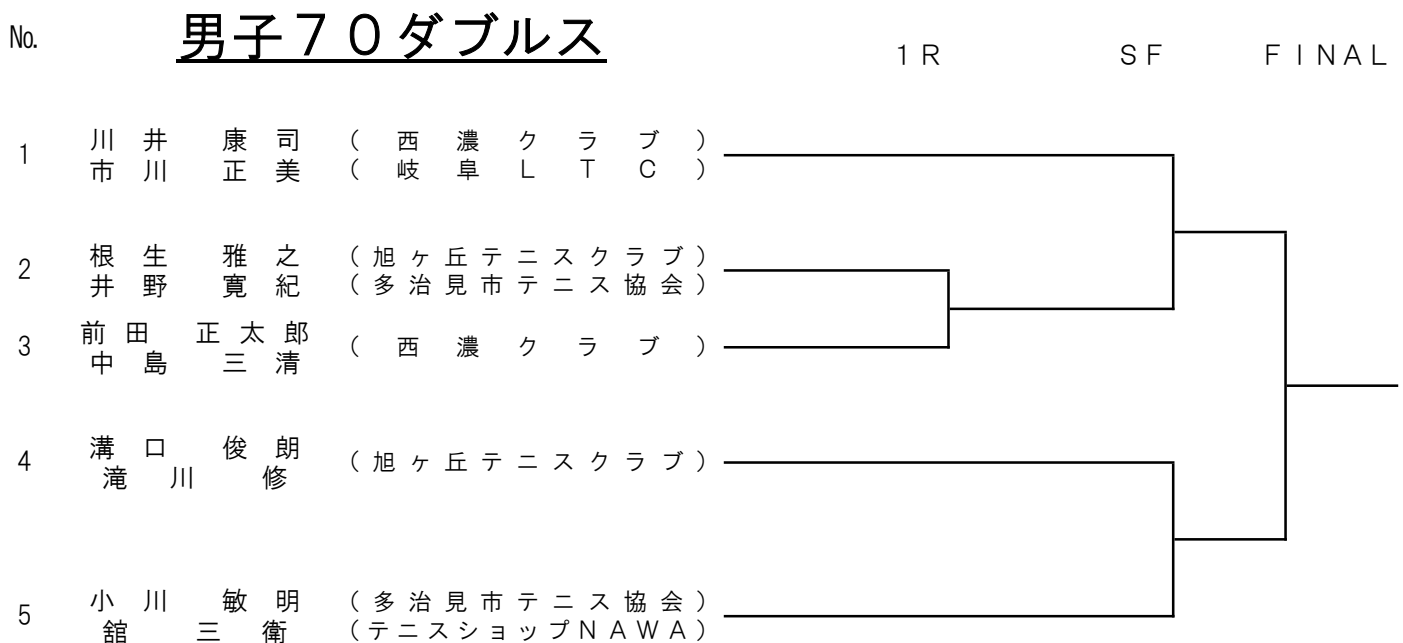 No. 男子７０ダブルス 1R SF FINAL
1 川井 康司 (西濃クラブ)
市川 正美 (岐阜LTC)
2 根生 雅之 (旭ヶ丘テニスクラブ)
井野 寛紀 (多治見市テニス協会)
3 前田 正太郎 (西濃クラブ)
中島 三清
4 溝口 俊朗 (旭ヶ丘テニスクラブ)
滝川 修
5 小川 敏明 (多治見市テニス協会)
舘 三衛 (テニスショップNAWA)